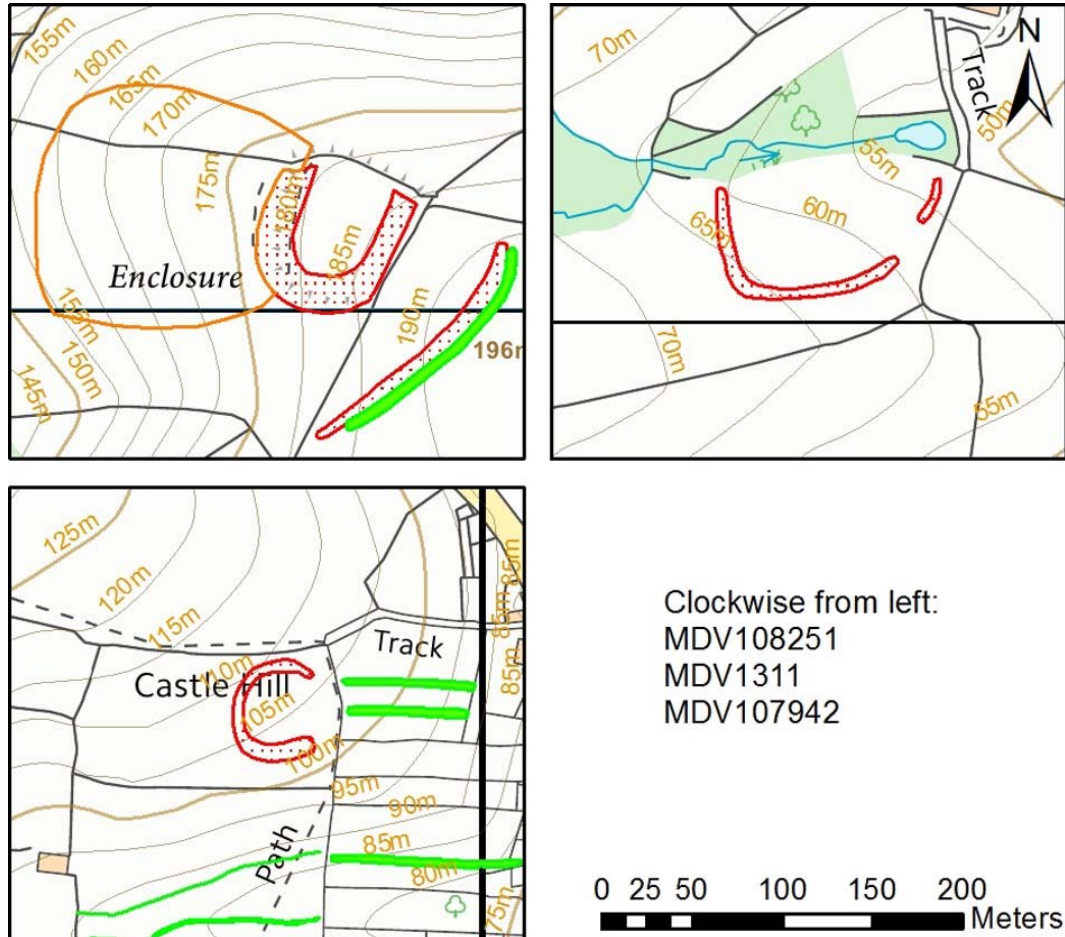 155m
160m
165m
170m
175m
180m
185m
Enclosure
190m
196m
155m
150m
145m
70m
N
Track
50m
55m
60m
65m
70m
55m
125m
120m
115m
110m
Track
Castle Hill
105m
100m
95m
90m
85m
80m
Path
75m
85m
85m
85m
Clockwise from left:
MDV108251
MDV1311
MDV107942
0 25 50 100 150 200
Meters